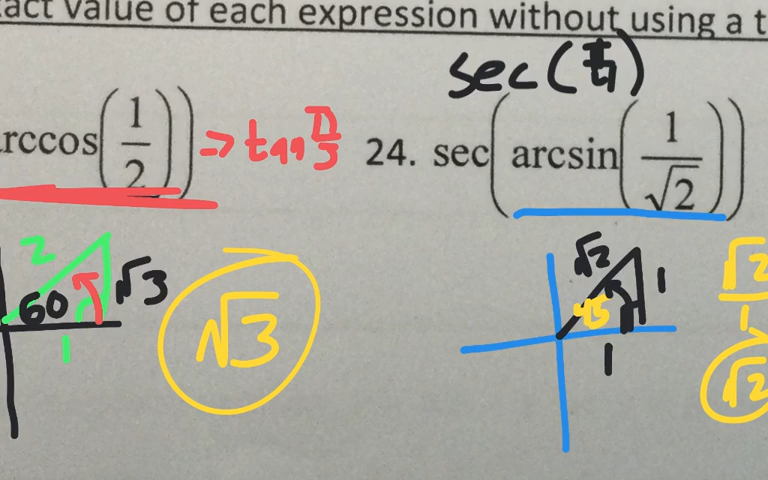 act value of each expression without using a t
sec(π/4)
rccos(1/2)) => tan π/3
24. sec(arcsin(1/√2))
2
60
√3
1
√3
√2
45
1
1
√2/1
√2